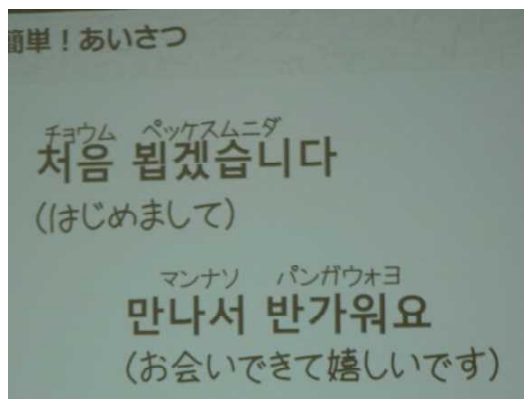 簡単！あいさつ
チョウム ペッケスムニダ
처음 뵙겠습니다
(はじめまして)
マンナソ パンガウォヨ
만나서 반가워요
(お会いできて嬉しいです)